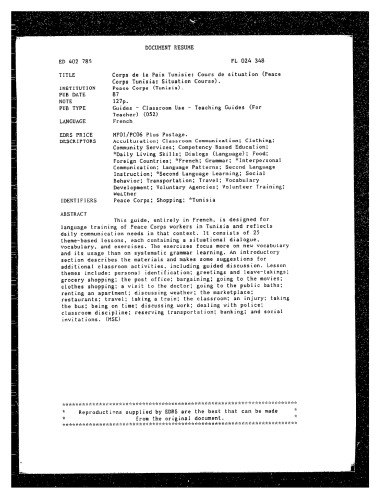 DOCUMENT RESUME
ED 402 785 FL 024 348
TITLE Corps de la Paix Tunisie: Cours de situation (Peace
Corps Tunisia: Situation Course).
INSTITUTION Peace Corps (Tunisia).
PUB DATE 87
NOTE 127p.
PUB TYPE Guides - Classroom Use - Teaching Guides (For
Teacher) (052)
LANGUAGE French
EDRS PRICE MF01/PC06 Plus Postage.
DESCRIPTORS Acculturation; Classroom Communication; Clothing;
Community Services; Competency Based Education;
*Daily Living Skills; Dialogs (Language); Food;
Foreign Countries; *French; Grammar; *Interpersonal
Communication; Language Patterns; Second Language
Instruction; *Second Language Learning; Social
Behavior; Transportation; Travel; Vocabulary
Development; Voluntary Agencies; Volunteer Training;
Weather
IDENTIFIERS Peace Corps; Shopping; *Tunisia
ABSTRACT
This guide, entirely in French, is designed for
language training of Peace Corps workers in Tunisia and reflects
daily communication needs in that context. It consists of 25
theme-based lessons, each containing a situational dialogue,
vocabulary, and exercises. The exercises focus more on new vocabulary
and its usage than on systematic grammar learning. An introductory
section describes the materials and makes some suggestions for
additional classroom activities, including guided discussion. Lesson
themes include: personal identification; greetings and leave-takings;
grocery shopping; the post office; bargaining; going to the movies;
clothes shopping; a visit to the doctor; going to the public baths;
renting an apartment; discussing weather; the marketplace;
restaurants; travel; taking a train; the classroom; an injury; taking
the bus; being on time; discussing work; dealing with police;
classroom discipline; reserving transportation; banking; and social
invitations. (MSE)
***********************************************************************
* Reproductions supplied by EDRS are the best that can be made *
* from the original document. *
***********************************************************************